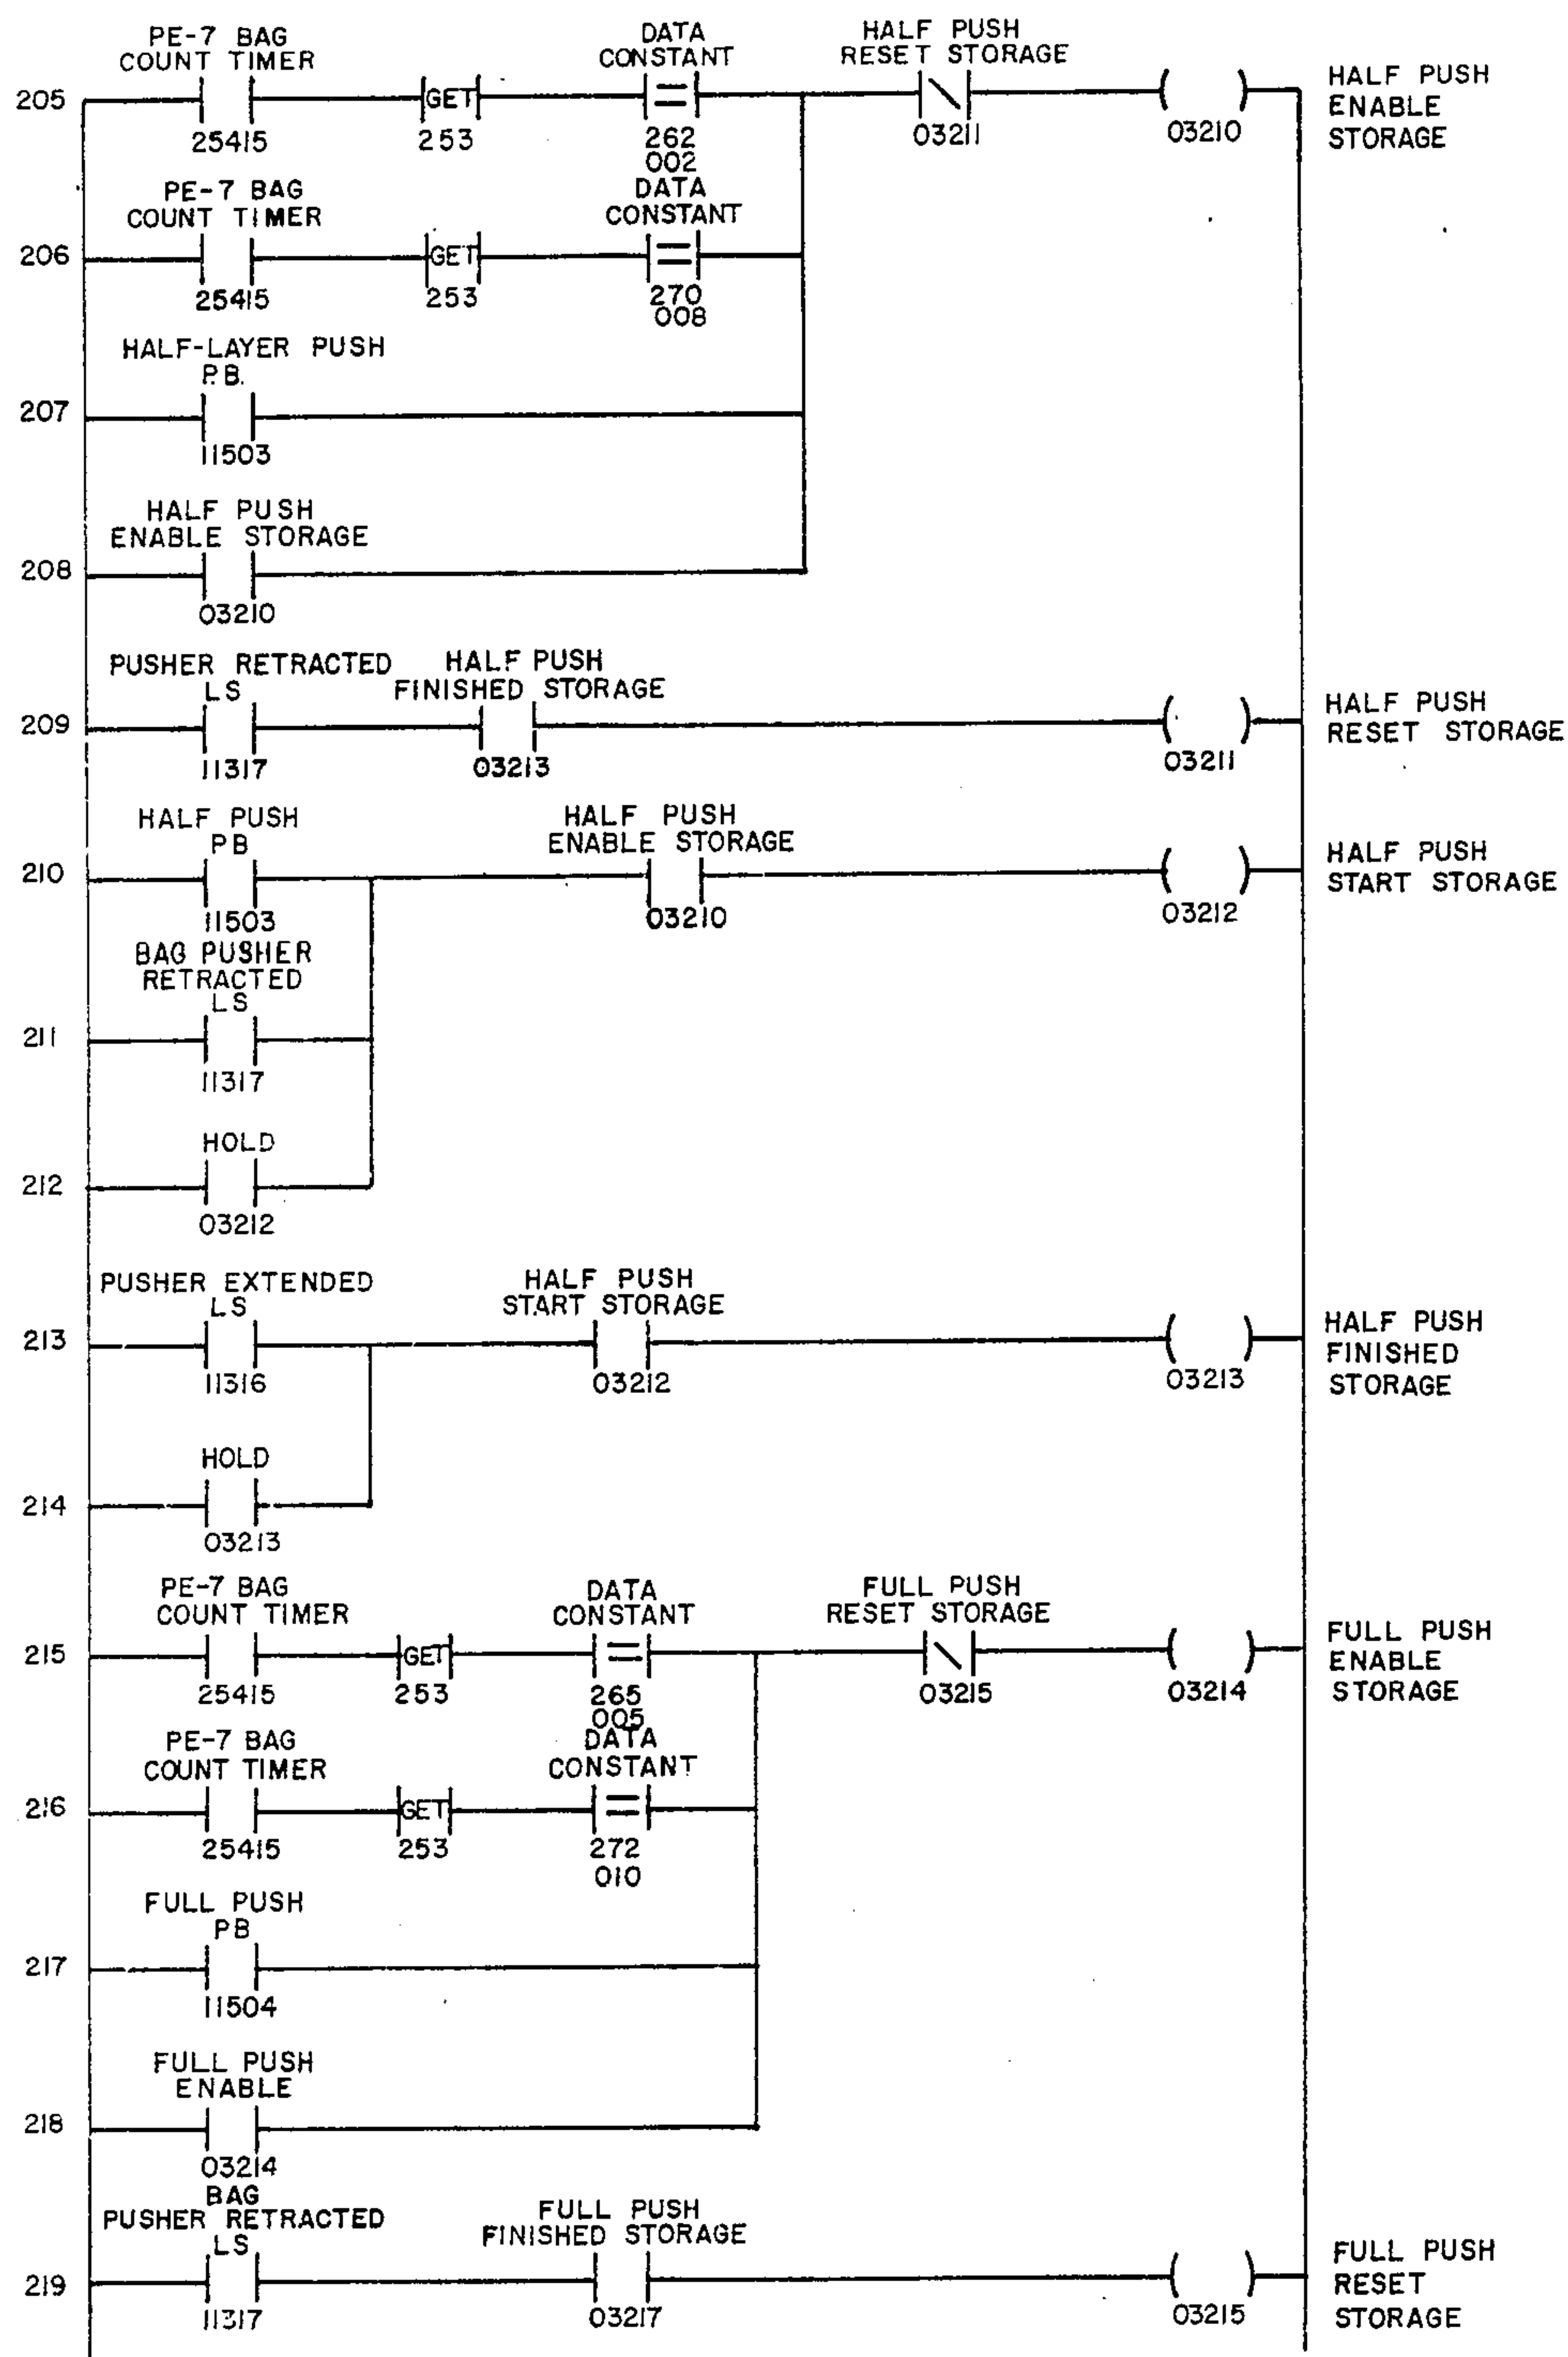 PE-7 BAG
COUNT TIMER
DATA
CONSTANT
HALF PUSH
RESET STORAGE
HALF PUSH
ENABLE
STORAGE
205
GET
25415
253
262
002
03211
03210
PE-7 BAG
COUNT TIMER
DATA
CONSTANT
206
GET
25415
253
270
008
HALF-LAYER PUSH
P.B.
207
11503
HALF PUSH
ENABLE STORAGE
208
03210
PUSHER RETRACTED
LS
HALF PUSH
FINISHED STORAGE
HALF PUSH
RESET STORAGE
209
11317
03213
03211
HALF PUSH
PB
HALF PUSH
ENABLE STORAGE
HALF PUSH
START STORAGE
210
11503
03210
03212
BAG PUSHER
RETRACTED
LS
211
11317
HOLD
212
03212
PUSHER EXTENDED
LS
HALF PUSH
START STORAGE
HALF PUSH
FINISHED
STORAGE
213
11316
03212
03213
HOLD
214
03213
PE-7 BAG
COUNT TIMER
DATA
CONSTANT
FULL PUSH
RESET STORAGE
FULL PUSH
ENABLE
STORAGE
215
GET
25415
253
265
005
03215
03214
PE-7 BAG
COUNT TIMER
DATA
CONSTANT
216
GET
25415
253
272
010
FULL PUSH
PB
217
11504
FULL PUSH
ENABLE
218
03214
BAG
PUSHER RETRACTED
LS
FULL PUSH
FINISHED STORAGE
FULL PUSH
RESET
STORAGE
219
11317
03217
03215